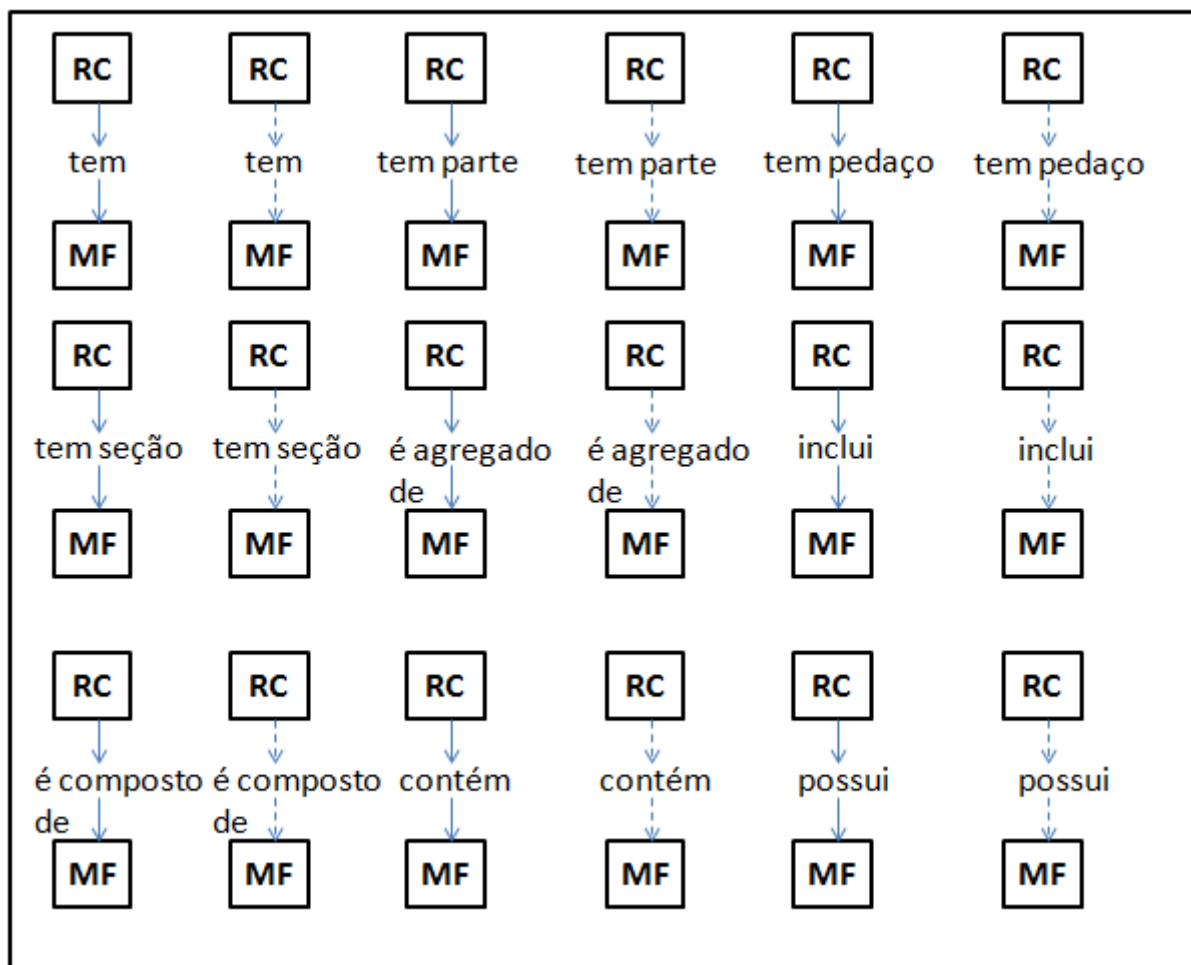 RC RC RC RC RC RC
tem tem tem parte tem parte tem pedaço tem pedaço
MF MF MF MF MF MF
RC RC RC RC RC RC
tem seção tem seção é agregado é agregado inclui inclui
de de
MF MF MF MF MF MF
RC RC RC RC RC RC
é composto é composto contém contém possui possui
de de
MF MF MF MF MF MF